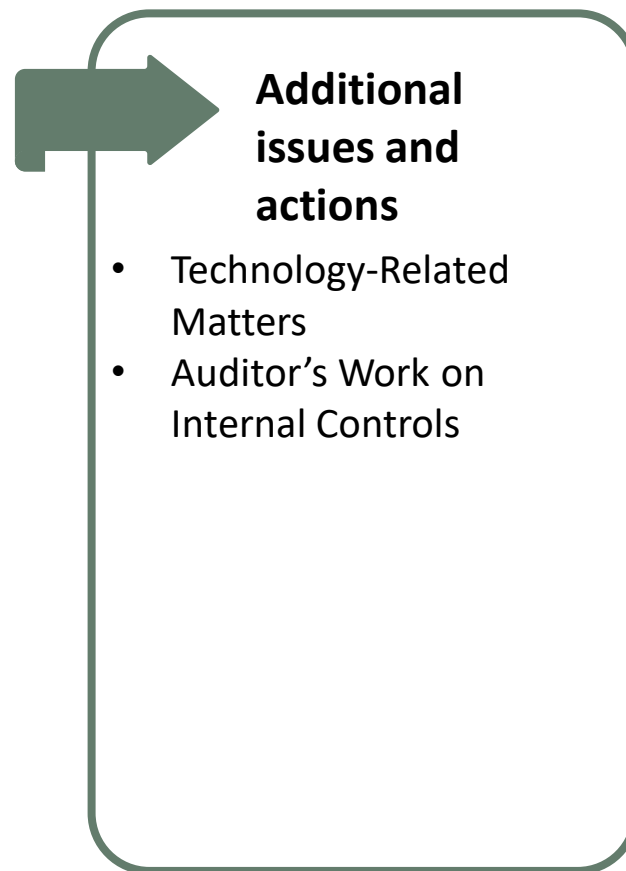 Additional
issues and
actions
• Technology-Related
Matters
• Auditor’s Work on
Internal Controls